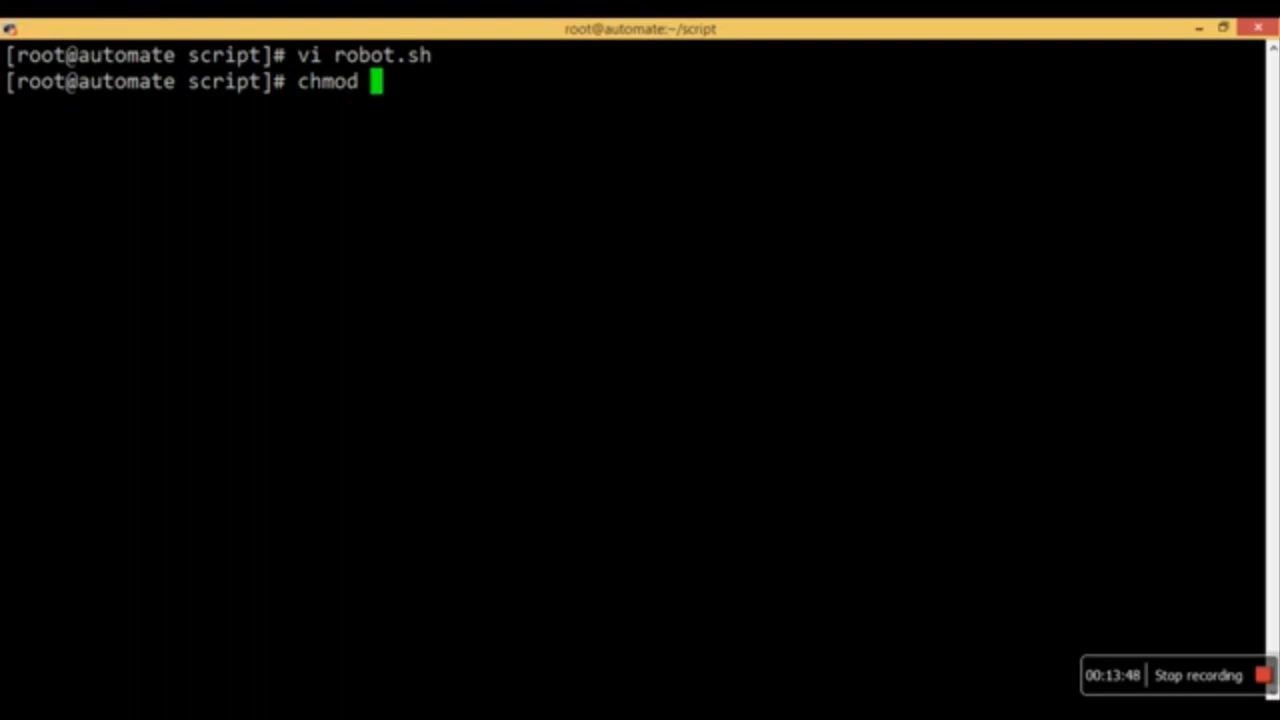 root@automate:~/script
[root@automate script]# vi robot.sh
[root@automate script]# chmod
00:13:48 Stop recording